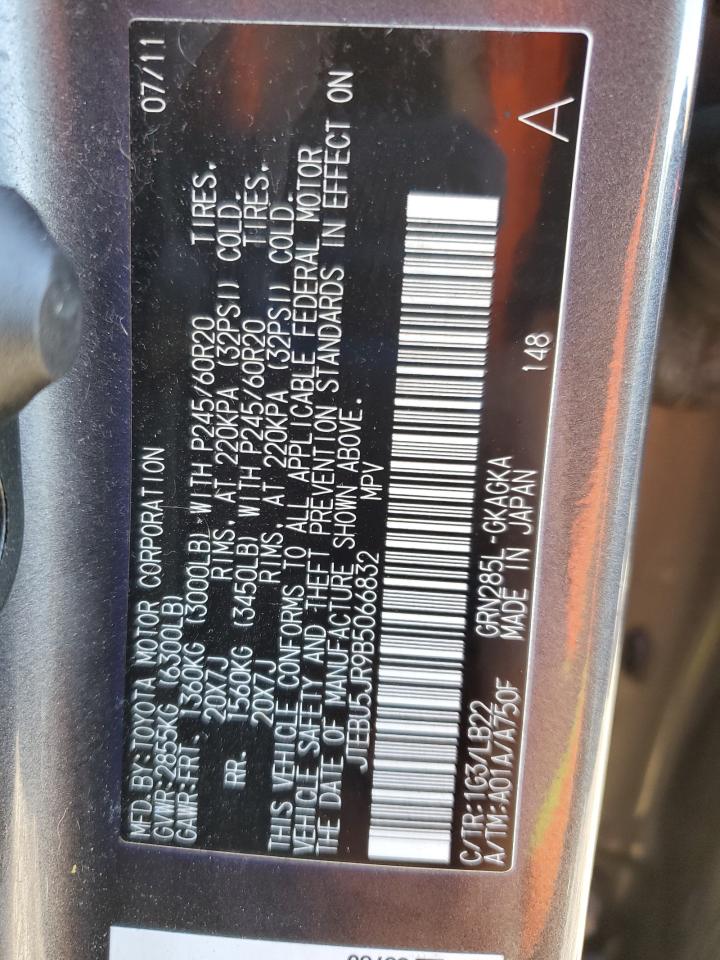 MFD. BY: TOYOTA MOTOR CORPORATION 07/11
GVWR: 2855KG (6300LB)
GAWR: FRT. 1360KG (3000LB) WITH P245/60R20 TIRES.
20X7J RIMS. AT 220KPA (32PSI) COLD.
RR. 1560KG (3450LB) WITH P245/60R20 TIRES.
20X7J RIMS. AT 220KPA (32PSI) COLD.
THIS VEHICLE CONFORMS TO ALL APPLICABLE FEDERAL MOTOR
VEHICLE SAFETY AND THEFT PREVENTION STANDARDS IN EFFECT ON
THE DATE OF MANUFACTURE SHOWN ABOVE.
JTEBU5JR9B5066832 MPV
C/TR: 1G3/LB22 GRN285L-GKAGKA 148
A/TM: A01A/A750F MADE IN JAPAN A